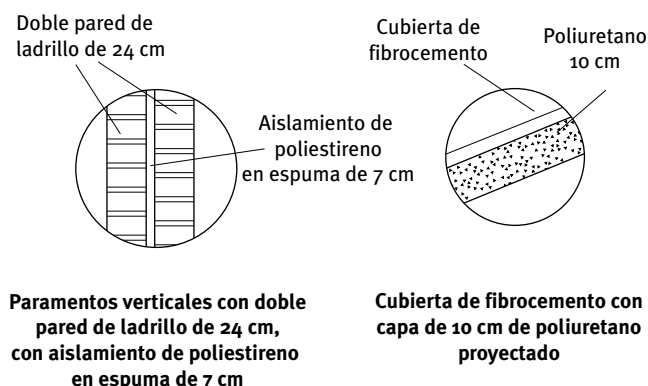 Doble pared de
ladrillo de 24 cm
Cubierta de
fibrocemento
Poliuretano
10 cm
Aislamiento de
poliestireno
en espuma de 7 cm
Paramentos verticales con doble
pared de ladrillo de 24 cm,
con aislamiento de poliestireno
en espuma de 7 cm
Cubierta de fibrocemento con
capa de 10 cm de poliuretano
proyectado